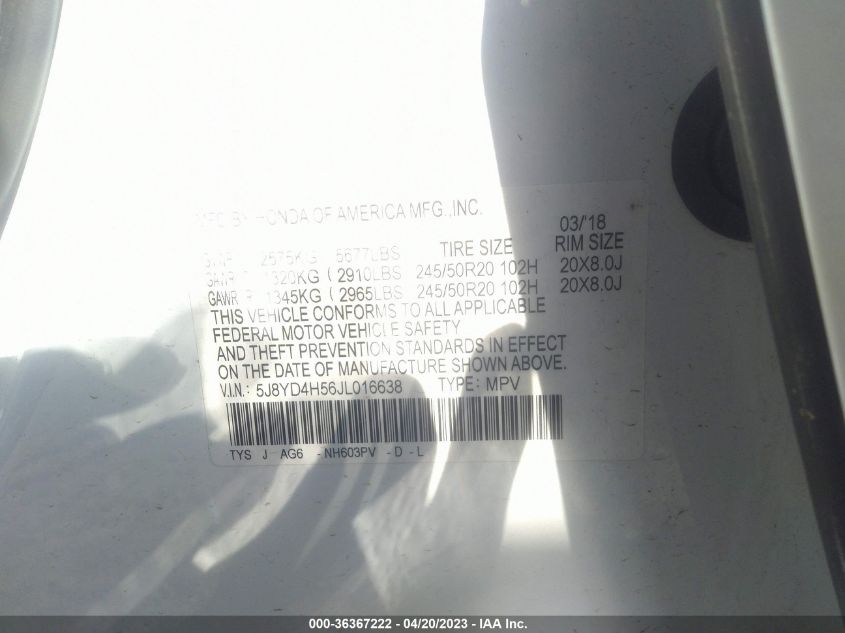 MFD BY HONDA OF AMERICA MFG.,INC. 03/'18
2575KG 5677LBS TIRE SIZE RIM SIZE
GAWR 1320KG ( 2910LBS 245/50R20 102H 20X8.0J
GAWR R 1345KG ( 2965LBS 245/50R20 102H 20X8.0J
THIS VEHICLE CONFORMS TO ALL APPLICABLE
FEDERAL MOTOR VEHICLE SAFETY
AND THEFT PREVENTION STANDARDS IN EFFECT
ON THE DATE OF MANUFACTURE SHOWN ABOVE.
V.I.N.: 5J8YD4H56JL016638 TYPE: MPV
TYS J AG6 -NH603PV -D -L
000-36367222 - 04/20/2023 - IAA Inc.